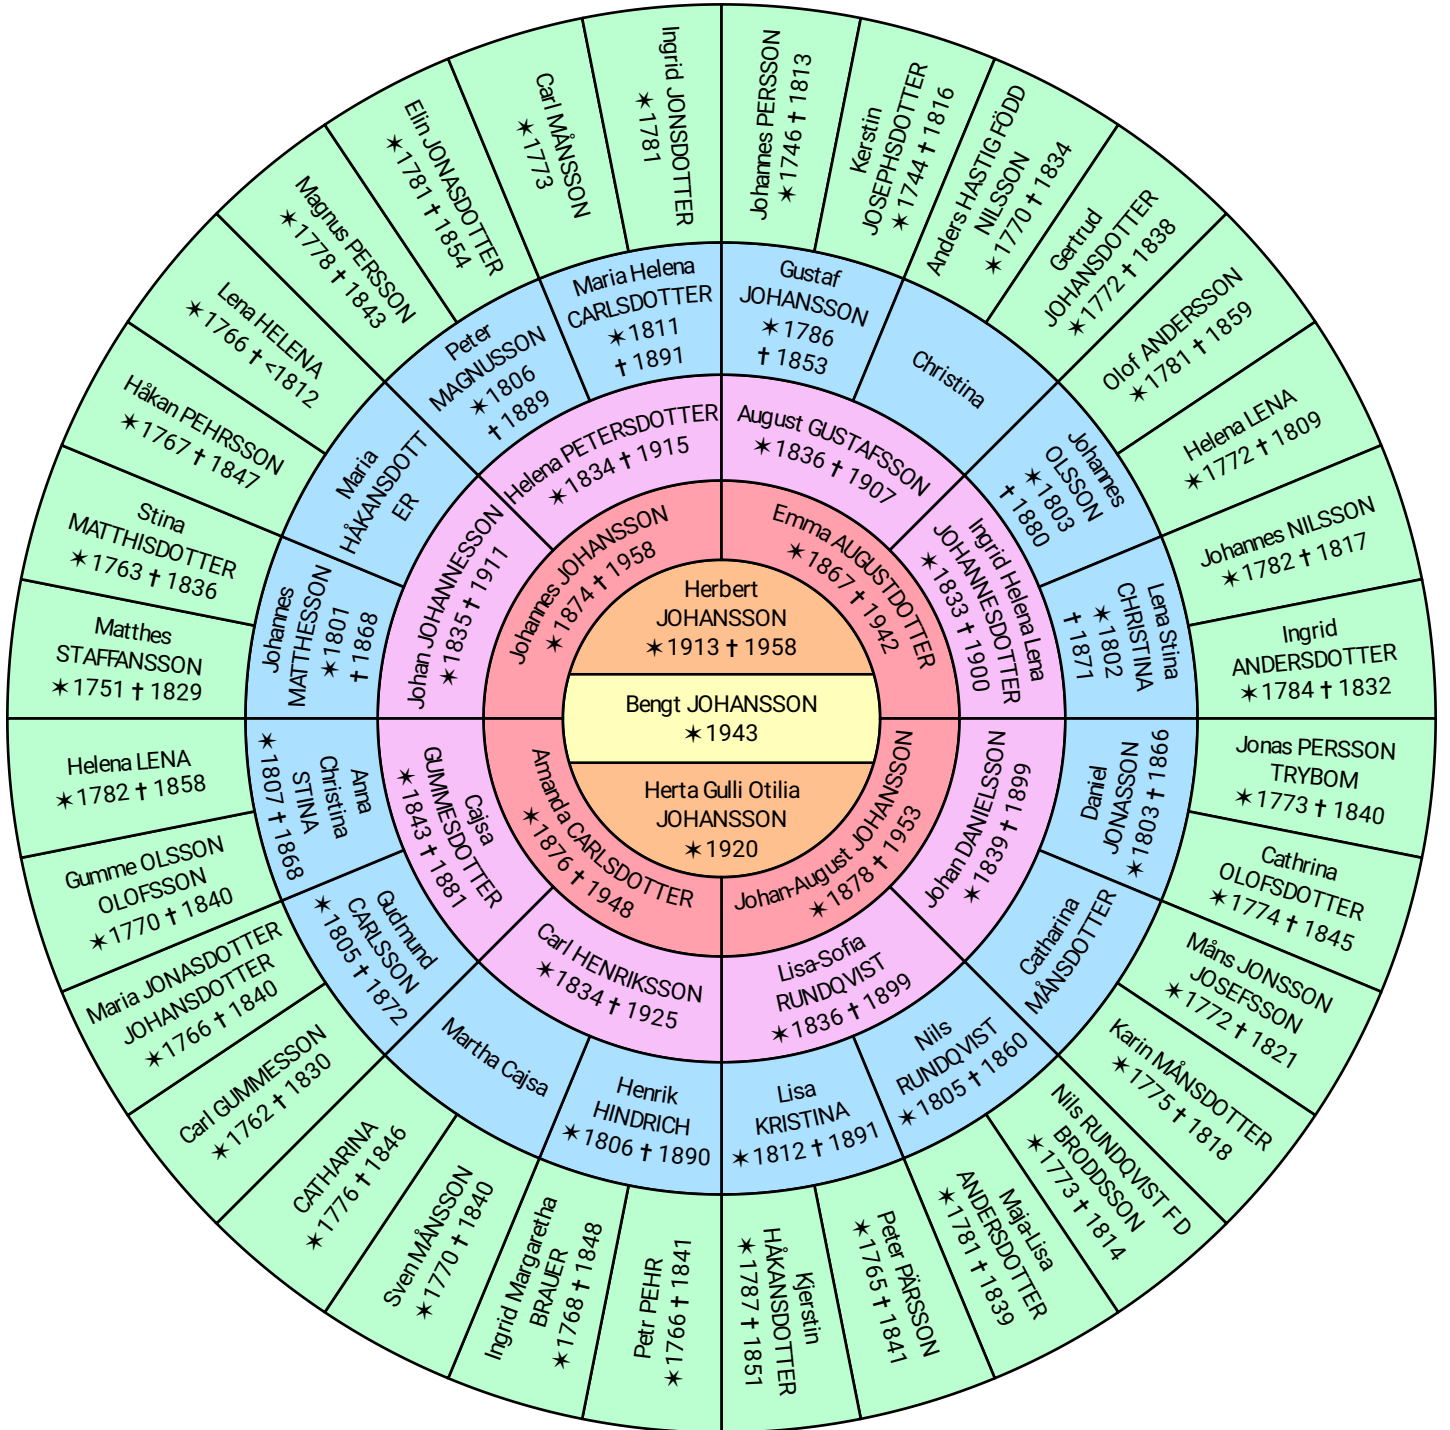 Bengt JOHANSSON
✶1943
Herbert
JOHANSSON
✶1913 ✝ 1958
Herta Gulli Otilia
JOHANSSON
✶1920
Johannes JOHANSSON
✶1874 ✝ 1958
Emma AUGUSTDOTTER
✶1867 ✝ 1942
Johan-August JOHANSSON
✶1878 ✝ 1953
Amanda CARLSDOTTER
✶1876 ✝ 1948
Johan JOHANNESSON
✶1835 ✝ 1911
Helena PETERSDOTTER
✶1834 ✝ 1915
August GUSTAFSSON
✶1836 ✝ 1907
Ingrid Helena Lena
JOHANNESDOTTER
✶1833 ✝ 1900
Johan DANIELSSON
✶1839 ✝ 1899
Lisa-Sofia
RUNDQVIST
✶1836 ✝ 1899
Carl HENRIKSSON
✶1834 ✝ 1925
Cajsa
GUMMESDOTTER
✶1843 ✝ 1881
Johannes
MATTHESSON
✶1801
✝1868
Maria
HÅKANSDOTT
ER
Peter
MAGNUSSON
✶1806
✝1889
Maria Helena
CARLSDOTTER
✶1811
✝1891
Gustaf
JOHANSSON
✶1786
✝1853
Christina
Johannes
OLSSON
✶1803
✝1880
Lena Stina
CHRISTINA
✶1802
✝1871
Daniel
JONASSON
✶1803 ✝ 1866
Catharina
MÅNSDOTTER
Nils
RUNDQVIST
✶1805 ✝ 1860
Lisa
KRISTINA
✶1812 ✝ 1891
Henrik
HINDRICH
✶1806 ✝ 1890
Martha Cajsa
Gudmund
CARLSSON
✶1805 ✝ 1872
Anna
Christina
STINA
✶1807 ✝ 1868
Matthes
STAFFANSSON
✶1751 ✝ 1829
Stina
MATTHISDOTTER
✶1763 ✝ 1836
Håkan PEHRSSON
✶1767 ✝ 1847
Lena HELENA
✶1766 ✝ <1812
Magnus PERSSON
✶1778 ✝ 1843
Elin JONASDOTTER
✶1781 ✝ 1854
Carl MÅNSSON
✶1773
Ingrid JONSDOTTER
✶1781
Johannes PERSSON
✶1746 ✝ 1813
Kerstin
JOSEPHSDOTTER
✶1744 ✝ 1816
Anders HASTIG FÖDD
NILSSON
✶1770 ✝ 1834
Gertrud
JOHANSDOTTER
✶1772 ✝ 1838
Olof ANDERSSON
✶1781 ✝ 1859
Helena LENA
✶1772 ✝ 1809
Johannes NILSSON
✶1782 ✝ 1817
Ingrid
ANDERSDOTTER
✶1784 ✝ 1832
Jonas PERSSON
TRYBOM
✶1773 ✝ 1840
Cathrina
OLOFSDOTTER
✶1774 ✝ 1845
Måns JONSSON
JOSEFSSON
✶1772 ✝ 1821
Karin MÅNSDOTTER
✶1775 ✝ 1818
Nils RUNDQVIST F D
BRODDSSON
✶1773 ✝ 1814
Maja-Lisa
ANDERSDOTTER
✶1781 ✝ 1839
Peter PÄRSSON
✶1765 ✝ 1841
Kjerstin
HÅKANSDOTTER
✶1787 ✝ 1851
Petr PEHR
✶1766 ✝ 1841
Ingrid Margaretha
BRAUER
✶1768 ✝ 1848
Sven MÅNSSON
✶1770 ✝ 1840
CATHARINA
✶1776 ✝ 1846
Carl GUMMESSON
✶1762 ✝ 1830
Maria JONASDOTTER
JOHANSDOTTER
✶1766 ✝ 1840
Gumme OLSSON
OLOFSSON
✶1770 ✝ 1840
Helena LENA
✶1782 ✝ 1858